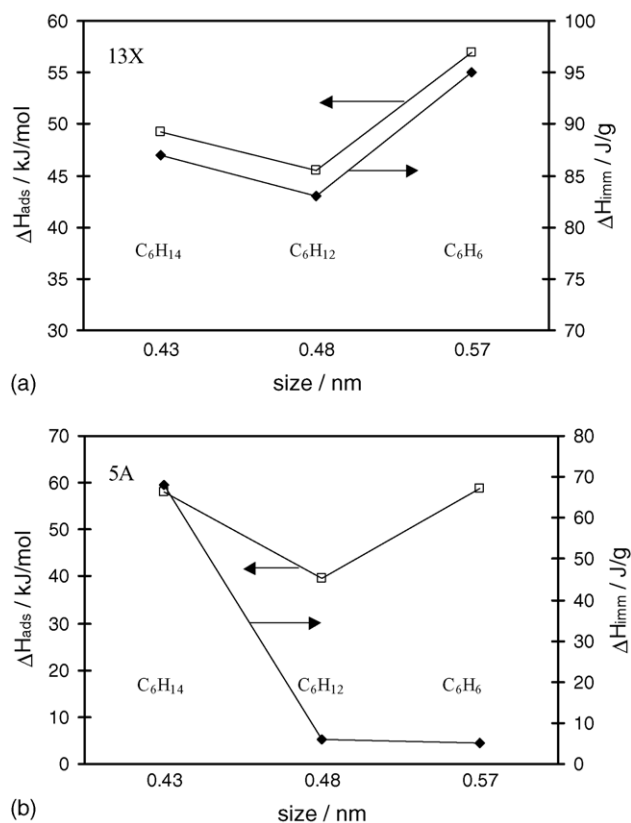 60
100
13X
55
95
50
90
45
85
40
80
35
75
30
70
ΔHads / kJ/mol
ΔHimm / J/g
C6H14
C6H12
C6H6
0.43
0.48
0.57
(a)
size / nm
70
80
5A
60
70
50
60
40
50
30
40
20
30
10
20
0
10
0
ΔHads / kJ/mol
ΔHimm / J/g
C6H14
C6H12
C6H6
0.43
0.48
0.57
(b)
size / nm